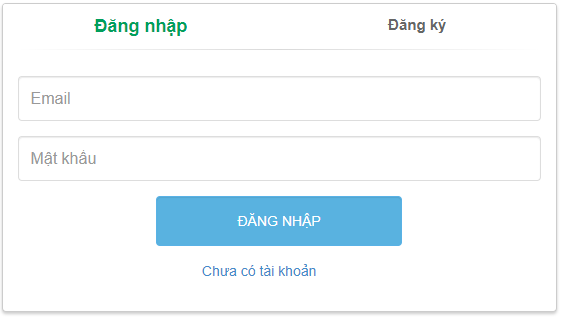 Đăng nhập
Đăng ký
Email
Mật khẩu
ĐĂNG NHẬP
Chưa có tài khoản